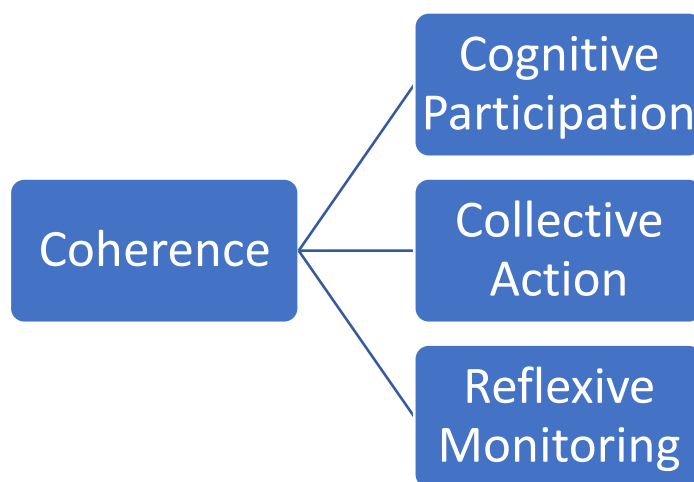 Coherence
Cognitive
Participation
Collective
Action
Reflexive
Monitoring